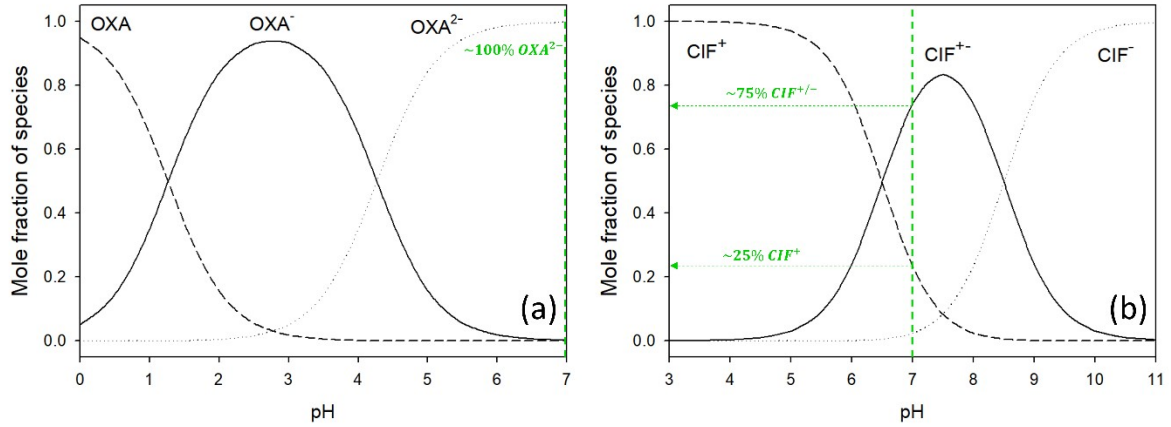 Mole fraction of species
1.0
0.8
0.6
0.4
0.2
0.0
OXA
OXA⁻
OXA²⁻
~100% OXA²⁻
(a)
0 1 2 3 4 5 6 7
pH
Mole fraction of species
1.0
0.8
0.6
0.4
0.2
0.0
CIF⁺
CIF⁺⁻
CIF⁻
~75% CIF⁺/⁻
~25% CIF⁺
(b)
3 4 5 6 7 8 9 10 11
pH